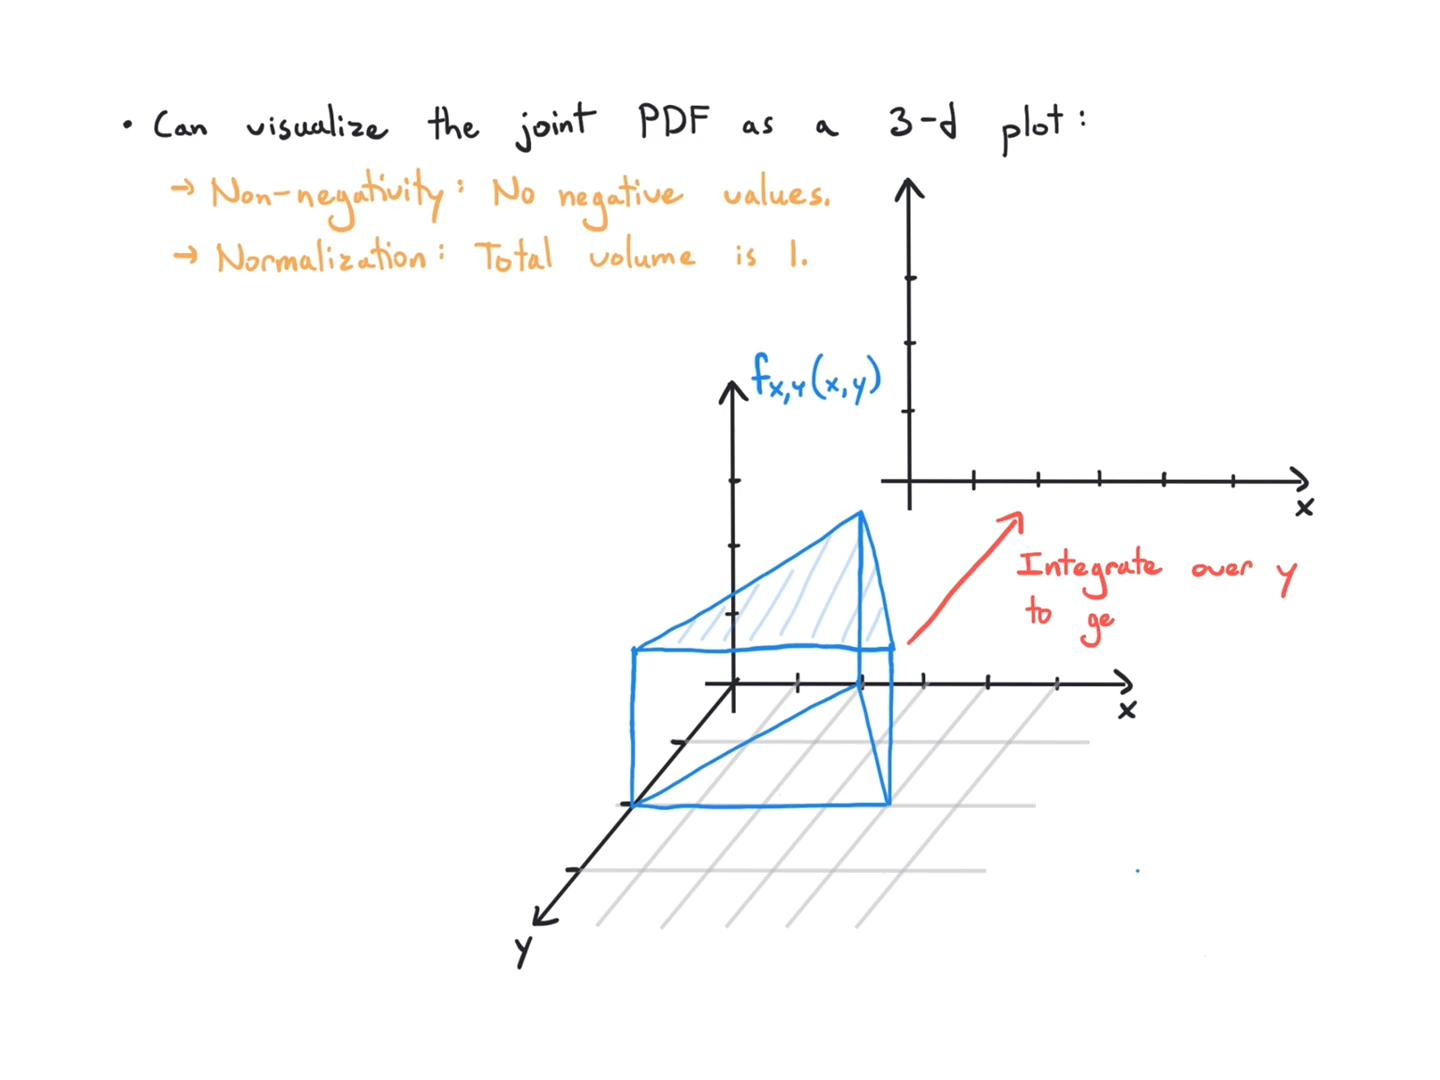 • Can visualize the joint PDF as a 3-d plot:
→ Non-negativity: No negative values.
→ Normalization: Total volume is 1.
f_{X,Y}(x,y)
x
Integrate over y
to ge
x
y